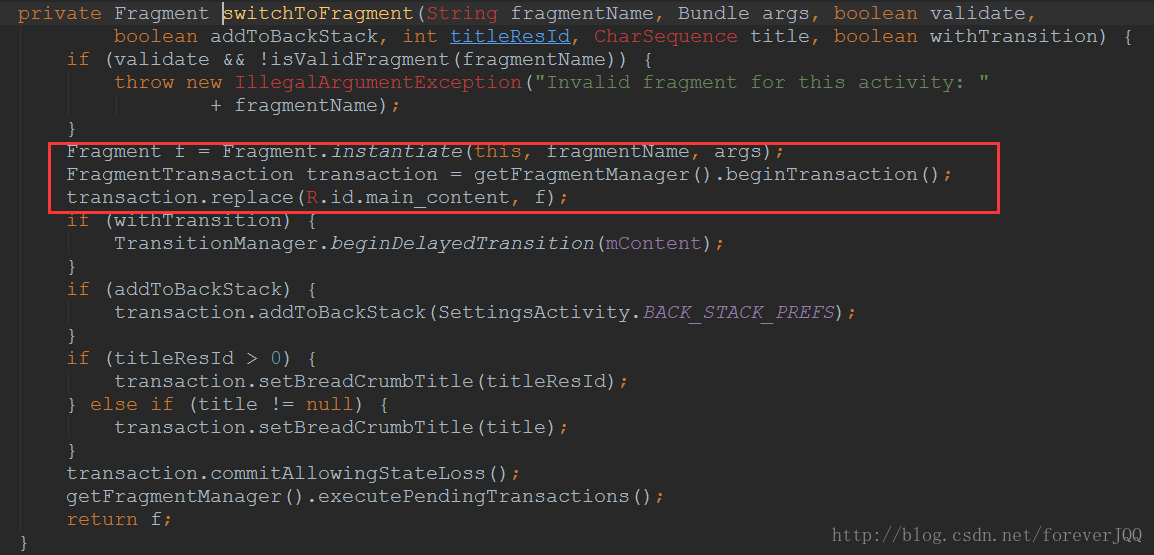 private Fragment switchToFragment(String fragmentName, Bundle args, boolean validate,
        boolean addToBackStack, int titleResId, CharSequence title, boolean withTransition) {
    if (validate && !isValidFragment(fragmentName)) {
        throw new IllegalArgumentException("Invalid fragment for this activity: "
                + fragmentName);
    }
    Fragment f = Fragment.instantiate(this, fragmentName, args);
    FragmentTransaction transaction = getFragmentManager().beginTransaction();
    transaction.replace(R.id.main_content, f);
    if (withTransition) {
        TransitionManager.beginDelayedTransition(mContent);
    }
    if (addToBackStack) {
        transaction.addToBackStack(SettingsActivity.BACK_STACK_PREFS);
    }
    if (titleResId > 0) {
        transaction.setBreadCrumbTitle(titleResId);
    } else if (title != null) {
        transaction.setBreadCrumbTitle(title);
    }
    transaction.commitAllowingStateLoss();
    getFragmentManager().executePendingTransactions();
    return f;
}
http://blog.csdn.net/foreverJQQ